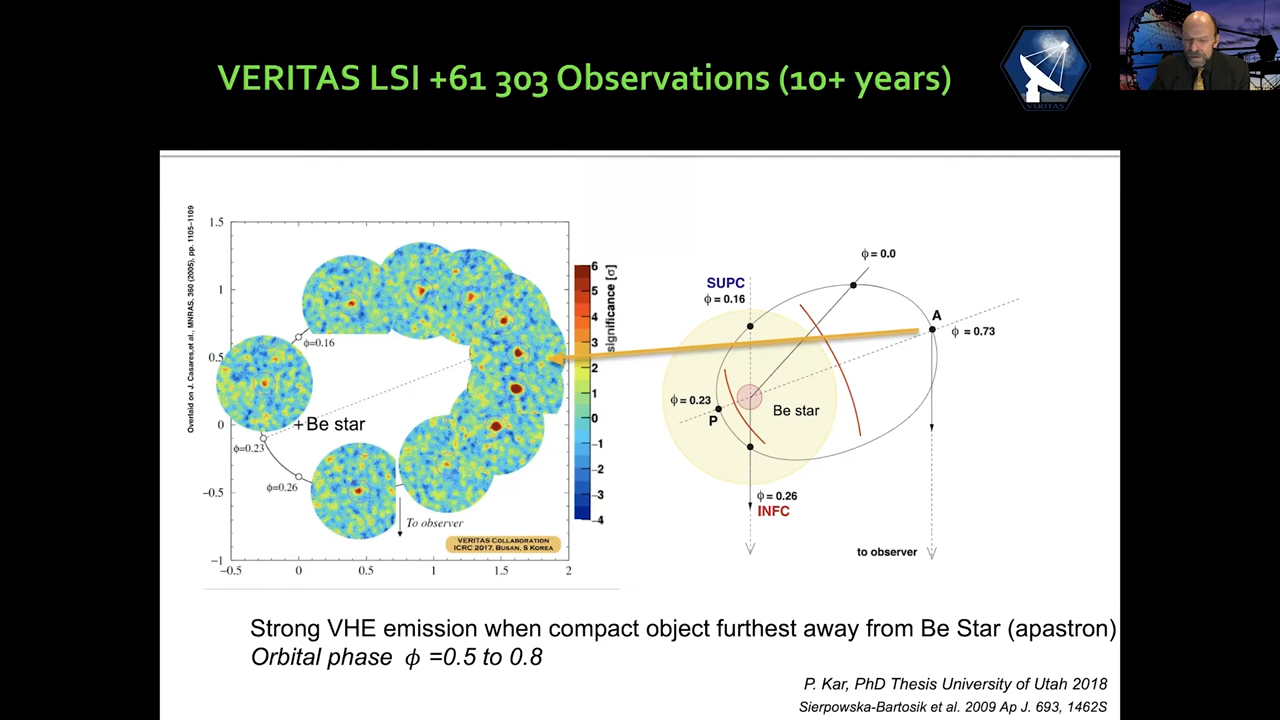 VERITAS LSI +61 303 Observations (10+ years)
VERITAS
Overlaid on J. Casares,et al., MNRAS, 360 (2005), pp. 1105–1109
1.5
1
0.5
0
−0.5
−1
−0.5
0
0.5
1
1.5
2
ϕ=0.16
+Be star
ϕ=0.23
ϕ=0.26
To observer
VERITAS Collaboration
ICRC 2017, Busan, S Korea
6
5
4
3
2
1
0
−1
−2
−3
−4
significance [σ]
ϕ = 0.0
SUPC
ϕ = 0.16
A
ϕ = 0.73
ϕ = 0.23
P
Be star
ϕ = 0.26
INFC
to observer
Strong VHE emission when compact object furthest away from Be Star (apastron)
Orbital phase ϕ =0.5 to 0.8
P. Kar, PhD Thesis University of Utah 2018
Sierpowska-Bartosik et al. 2009 Ap J. 693, 1462S